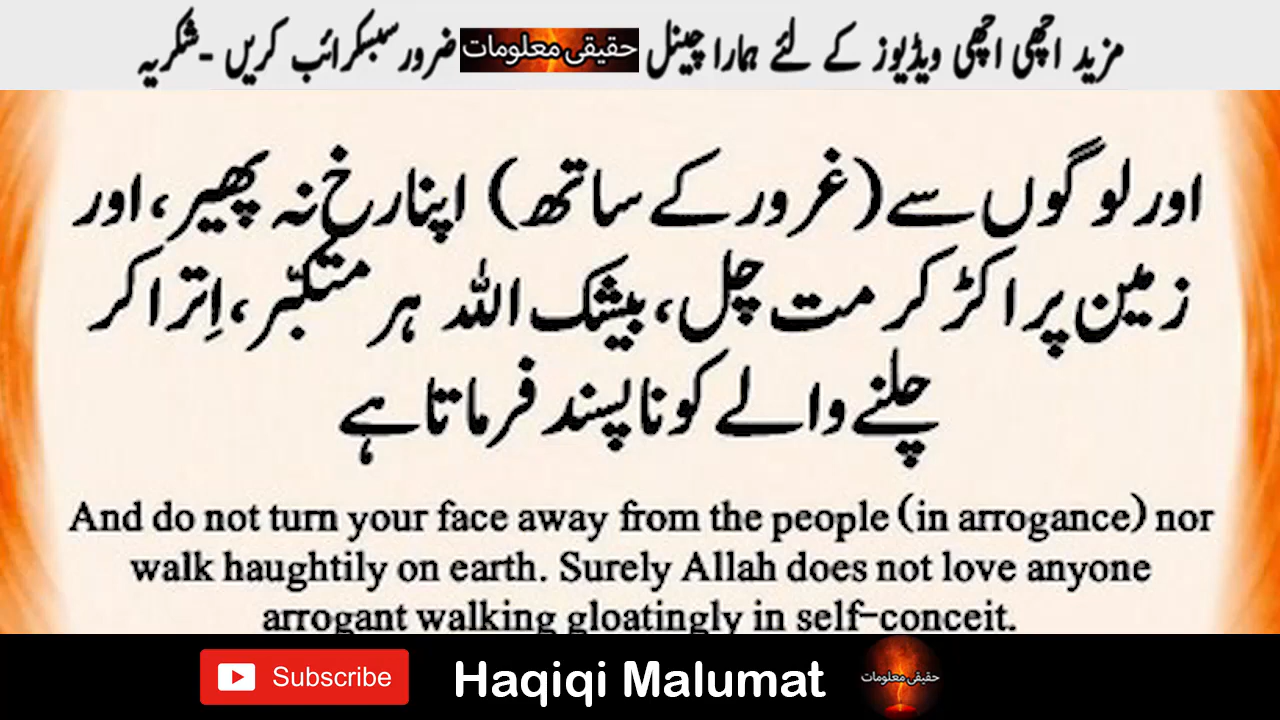 مزید اچھی اچھی ویڈیوز کے لئے ہمارا چینل حقیقی معلومات ضرور سبسکرائب کریں - شکریہ
اور لوگوں سے (غرور کے ساتھ) اپنا رخ نہ پھیر، اور
زمین پر اکڑ کر مت چل، بیشک اللہ ہر متکبّر، اِترا کر
چلنے والے کو ناپسند فرماتا ہے
And do not turn your face away from the people (in arrogance) nor
walk haughtily on earth. Surely Allah does not love anyone
arrogant walking gloatingly in self-conceit.
Subscribe Haqiqi Malumat حقیقی معلومات